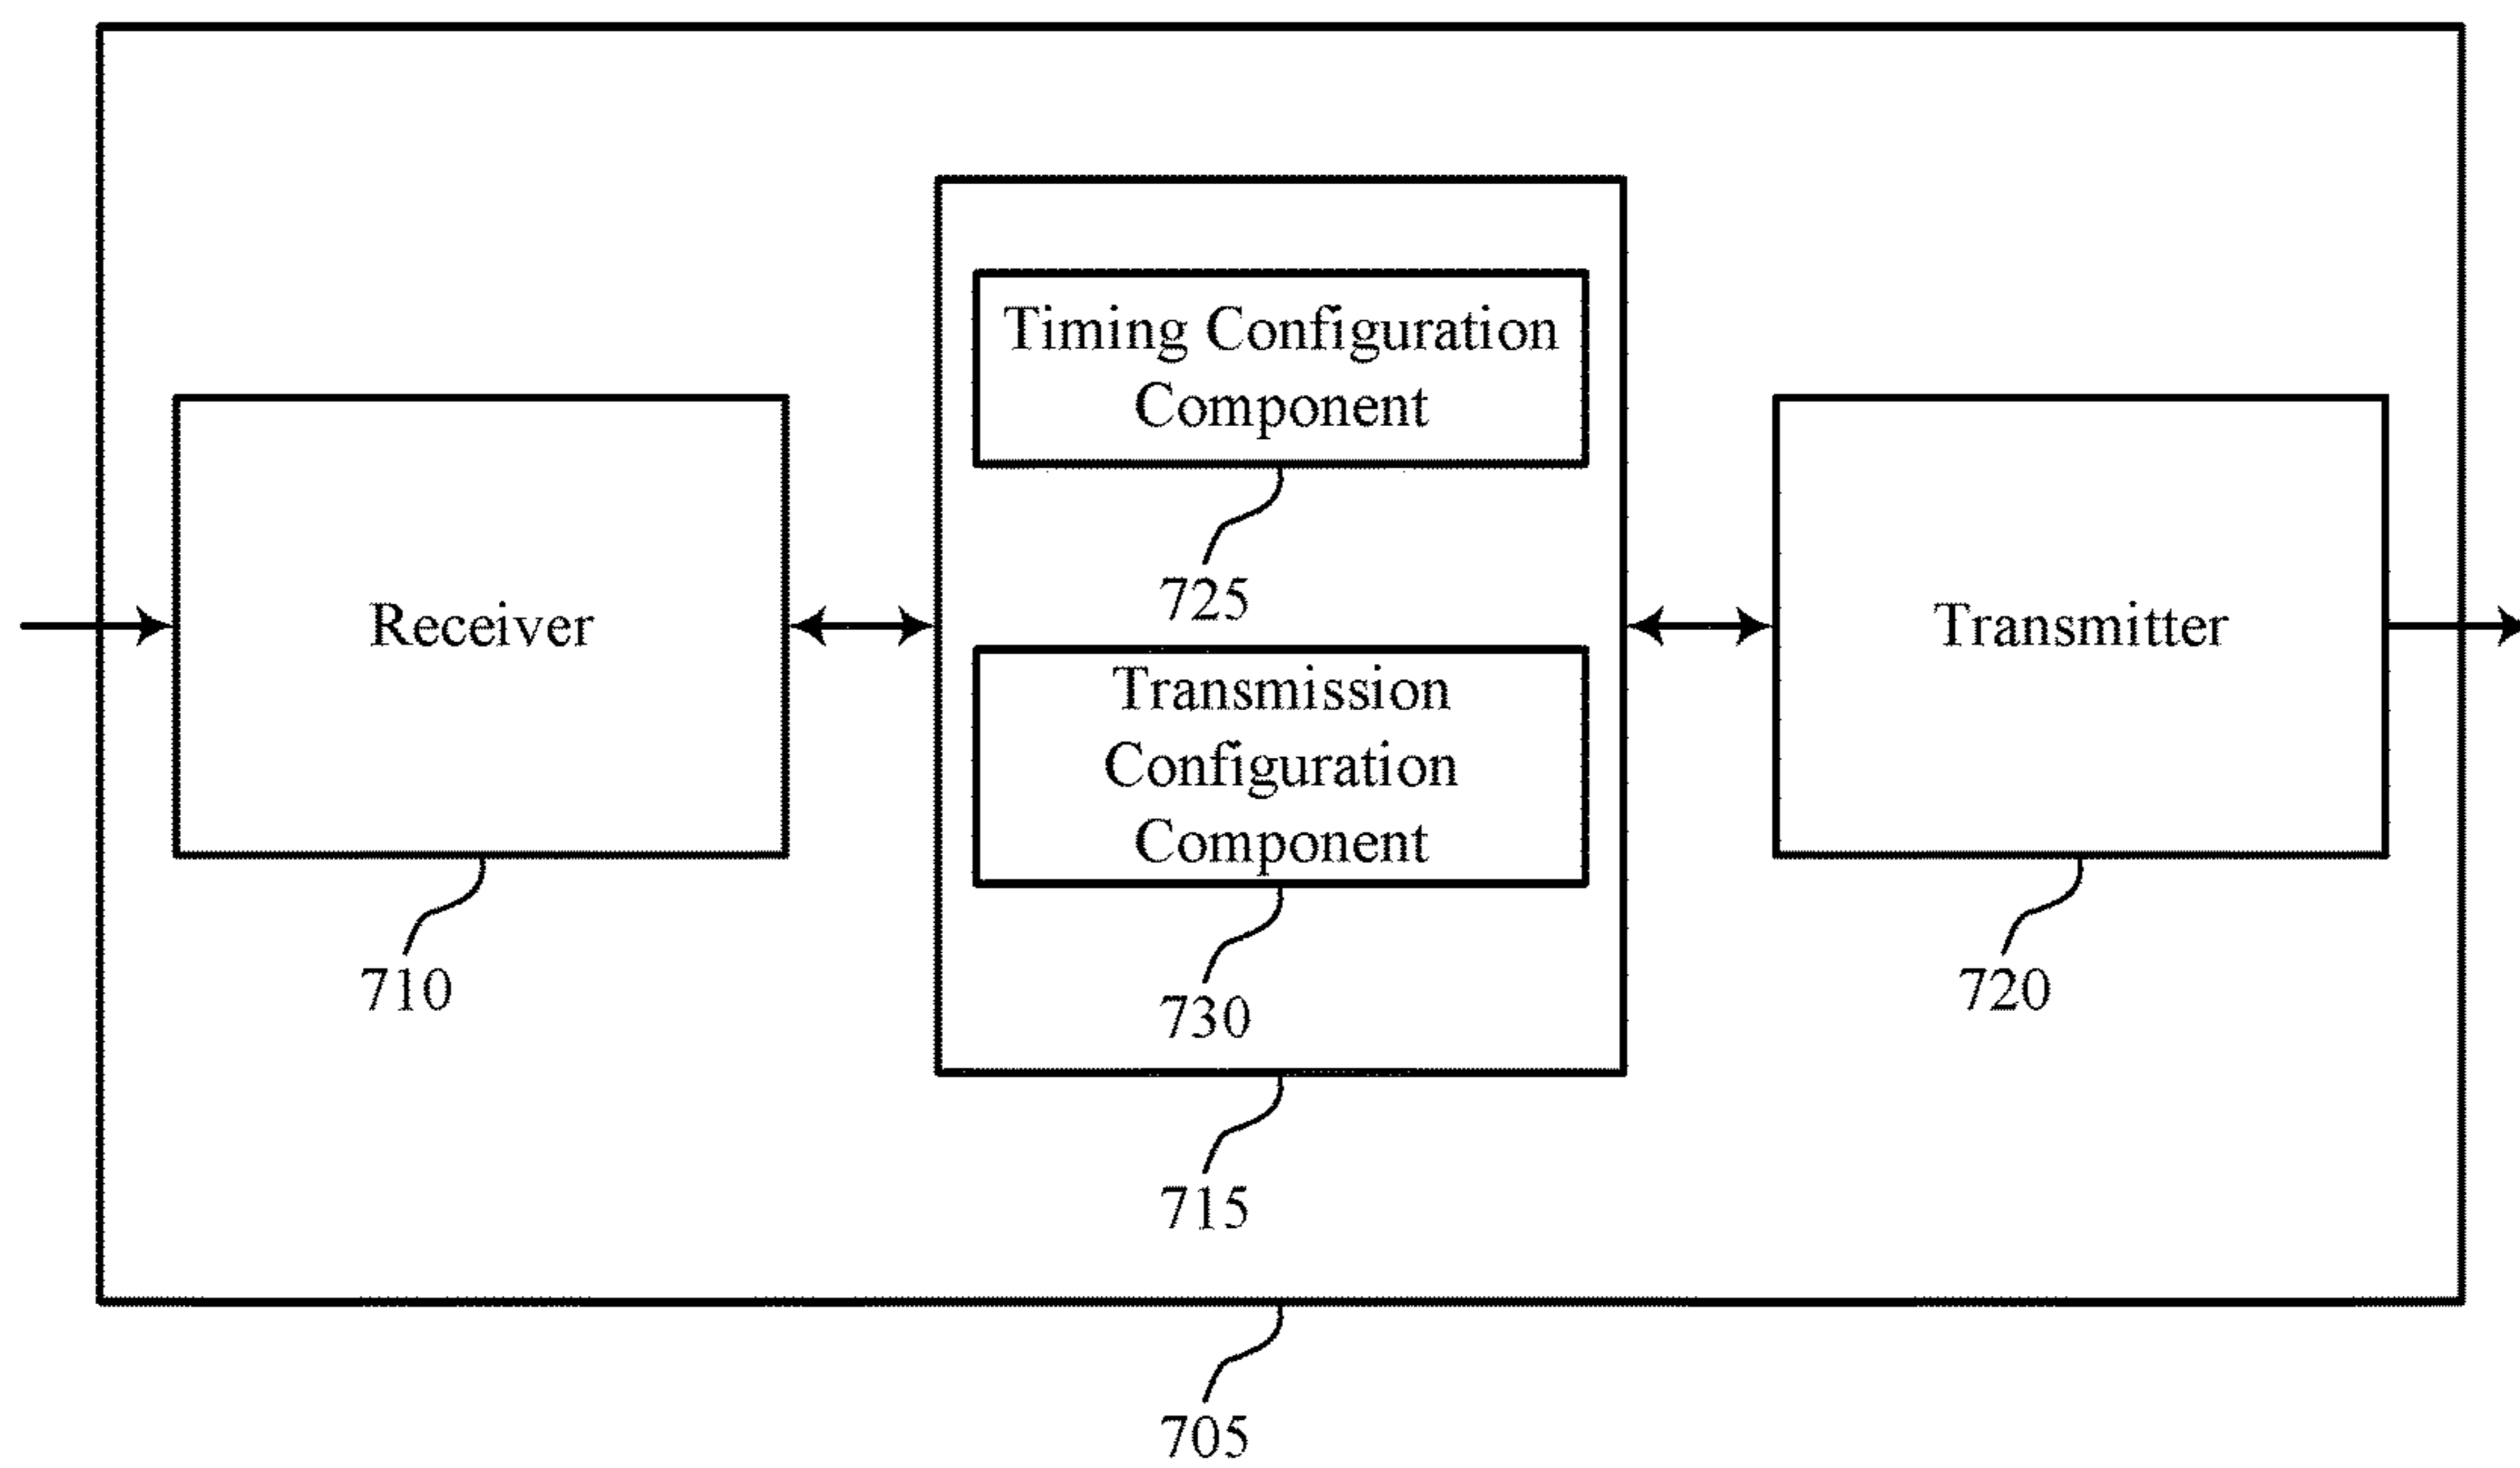 Timing Configuration
Component
725
Receiver
Transmitter
Transmission
Configuration
Component
710
730
720
715
705